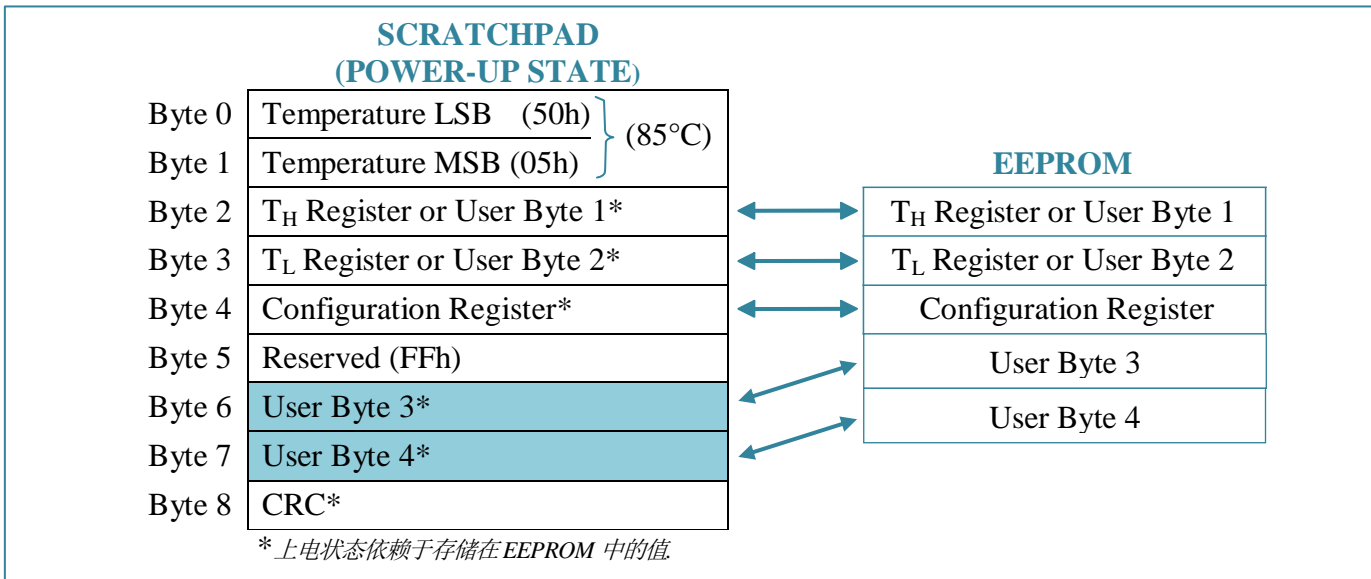 SCRATCHPAD
(POWER-UP STATE)
Byte 0 Temperature LSB (50h)
(85°C)
Byte 1 Temperature MSB (05h)
EEPROM
Byte 2 TH Register or User Byte 1* TH Register or User Byte 1
Byte 3 TL Register or User Byte 2* TL Register or User Byte 2
Byte 4 Configuration Register* Configuration Register
Byte 5 Reserved (FFh) User Byte 3
Byte 6 User Byte 3* User Byte 4
Byte 7 User Byte 4*
Byte 8 CRC*
*上电状态依赖于存储在EEPROM 中的值.